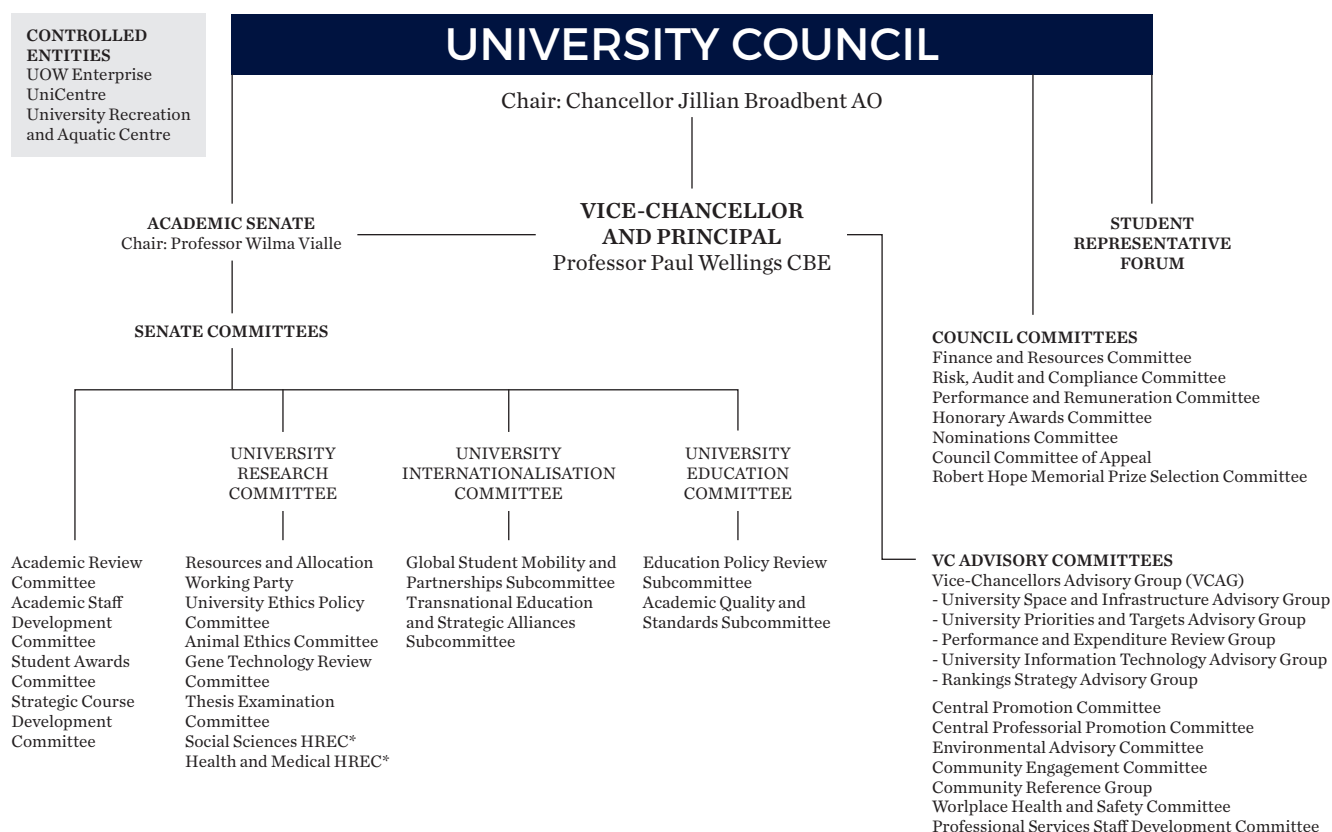 CONTROLLED
ENTITIES
UOW Enterprise
UniCentre
University Recreation
and Aquatic Centre
UNIVERSITY COUNCIL
Chair: Chancellor Jillian Broadbent AO
ACADEMIC SENATE
Chair: Professor Wilma Vialle
VICE-CHANCELLOR
AND PRINCIPAL
Professor Paul Wellings CBE
STUDENT
REPRESENTATIVE
FORUM
SENATE COMMITTEES
COUNCIL COMMITTEES
Finance and Resources Committee
Risk, Audit and Compliance Committee
Performance and Remuneration Committee
Honorary Awards Committee
Nominations Committee
Council Committee of Appeal
Robert Hope Memorial Prize Selection Committee
UNIVERSITY
RESEARCH
COMMITTEE
UNIVERSITY
INTERNATIONALISATION
COMMITTEE
UNIVERSITY
EDUCATION
COMMITTEE
Academic Review
Committee
Academic Staff
Development
Committee
Student Awards
Committee
Strategic Course
Development
Committee
Resources and Allocation
Working Party
University Ethics Policy
Committee
Animal Ethics Committee
Gene Technology Review
Committee
Thesis Examination
Committee
Social Sciences HREC*
Health and Medical HREC*
Global Student Mobility and
Partnerships Subcommittee
Transnational Education
and Strategic Alliances
Subcommittee
Education Policy Review
Subcommittee
Academic Quality and
Standards Subcommittee
VC ADVISORY COMMITTEES
Vice-Chancellors Advisory Group (VCAG)
- University Space and Infrastructure Advisory Group
- University Priorities and Targets Advisory Group
- Performance and Expenditure Review Group
- University Information Technology Advisory Group
- Rankings Strategy Advisory Group
Central Promotion Committee
Central Professorial Promotion Committee
Environmental Advisory Committee
Community Engagement Committee
Community Reference Group
Worlplace Health and Safety Committee
Professional Services Staff Development Committee